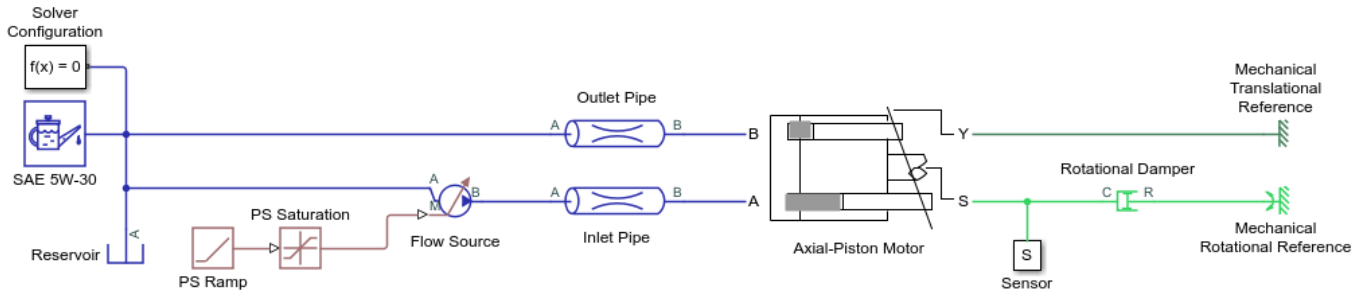 Solver
Configuration
f(x) = 0
SAE 5W-30
A
Reservoir
PS Ramp
PS Saturation
A
M
B
Flow Source
Outlet Pipe
A
B
A
B
Inlet Pipe
B
A
Axial-Piston Motor
Y
S
Mechanical
Translational
Reference
Rotational Damper
C
R
S
Sensor
Mechanical
Rotational Reference